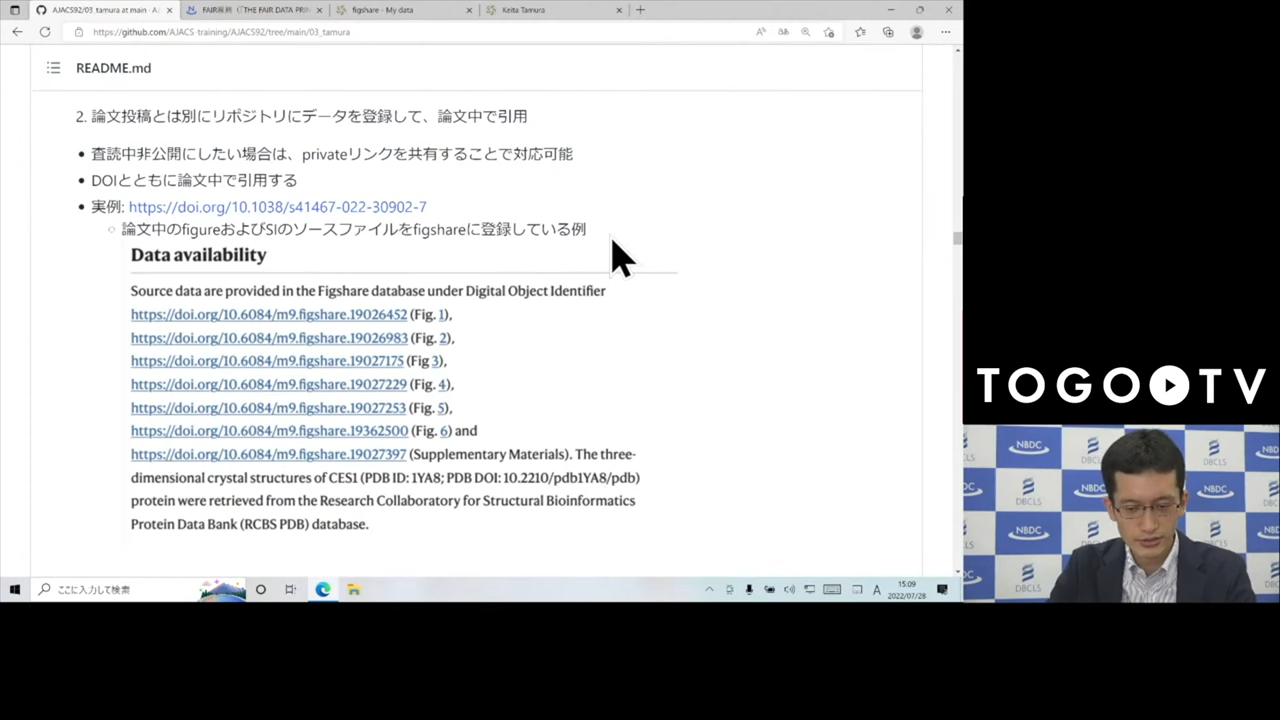 AJACS92/03_tamura at main · AJ
FAIR原則（「THE FAIR DATA PRIN
figshare - My data
Keita Tamura
https://github.com/AJACS-training/AJACS92/tree/main/03_tamura
README.md
2. 論文投稿とは別にリポジトリにデータを登録して、論文中で引用
査読中非公開にしたい場合は、privateリンクを共有することで対応可能
DOIとともに論文中で引用する
実例: https://doi.org/10.1038/s41467-022-30902-7
論文中のfigureおよびSIのソースファイルをfigshareに登録している例
Data availability
Source data are provided in the Figshare database under Digital Object Identifier
https://doi.org/10.6084/m9.figshare.19026452 (Fig. 1),
https://doi.org/10.6084/m9.figshare.19026983 (Fig. 2),
https://doi.org/10.6084/m9.figshare.19027175 (Fig 3),
https://doi.org/10.6084/m9.figshare.19027229 (Fig. 4),
https://doi.org/10.6084/m9.figshare.19027253 (Fig. 5),
https://doi.org/10.6084/m9.figshare.19362500 (Fig. 6) and
https://doi.org/10.6084/m9.figshare.19027397 (Supplementary Materials). The three-
dimensional crystal structures of CES1 (PDB ID: 1YA8; PDB DOI: 10.2210/pdb1YA8/pdb)
protein were retrieved from the Research Collaboratory for Structural Bioinformatics
Protein Data Bank (RCBS PDB) database.
TOGO TV
NBDC
DBCLS
NBDC
DBCLS
NBDC
DBCLS
ここに入力して検索
A
15:09
2022/07/28